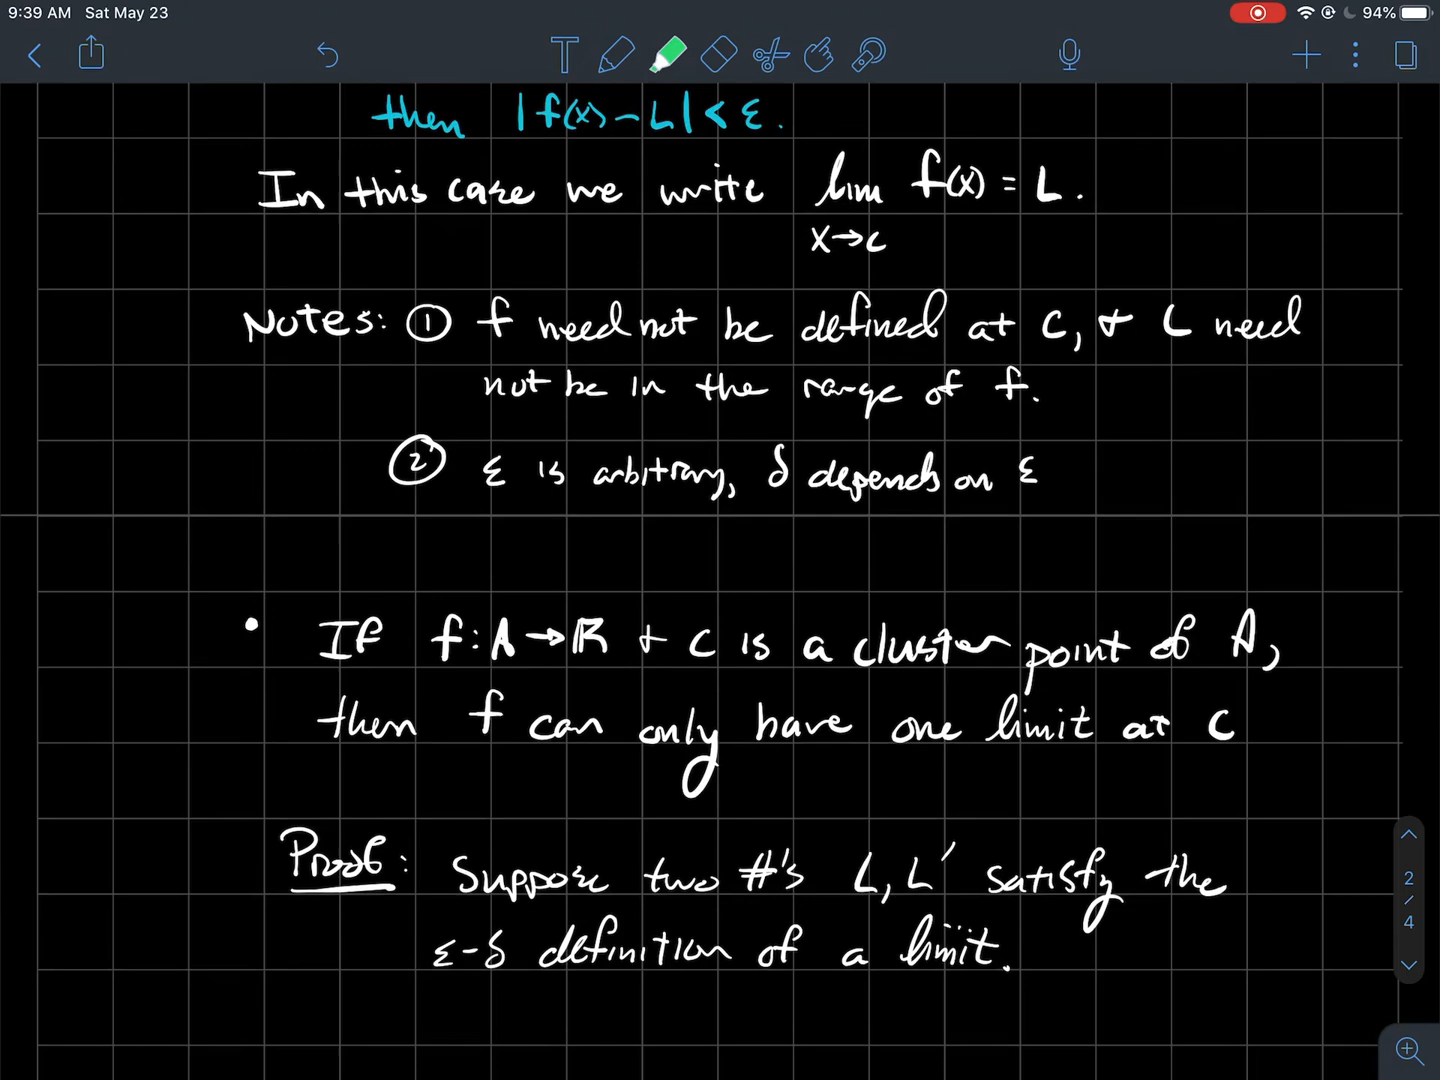 9:39 AM Sat May 23
94%
then |f(x) - L| < ε.
In this case we write lim f(x) = L.
x→c
Notes: ① f need not be defined at c, + L need
not be in the range of f.
② ε is arbitrary, δ depends on ε
• If f: A → ℝ + c is a cluster point of A,
then f can only have one limit at c
Proof: Suppose two #'s L, L' satisfy the
ε-δ definition of a limit.
2
/
4